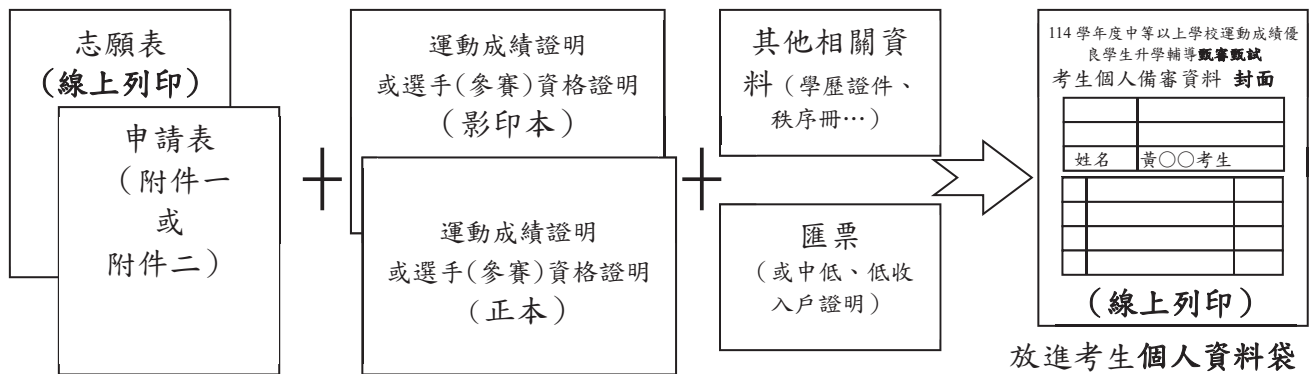 志願表
(線上列印)
申請表
(附件一
或
附件二)
+
運動成績證明
或選手(參賽)資格證明
(影印本)
運動成績證明
或選手(參賽)資格證明
(正本)
+
其他相關資
料(學歷證件、
秩序冊…)
匯票
(或中低、低收
入戶證明)
114 學年度中等以上學校運動成績優
良學生升學輔導甄審甄試
考生個人備審資料 封面
姓名 黃○○考生
(線上列印)
放進考生個人資料袋